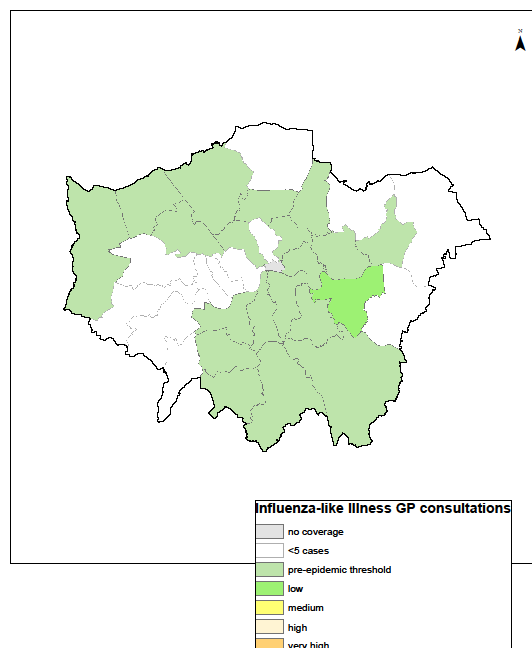 N
Influenza-like Illness GP consultations
no coverage
<5 cases
pre-epidemic threshold
low
medium
high
very high